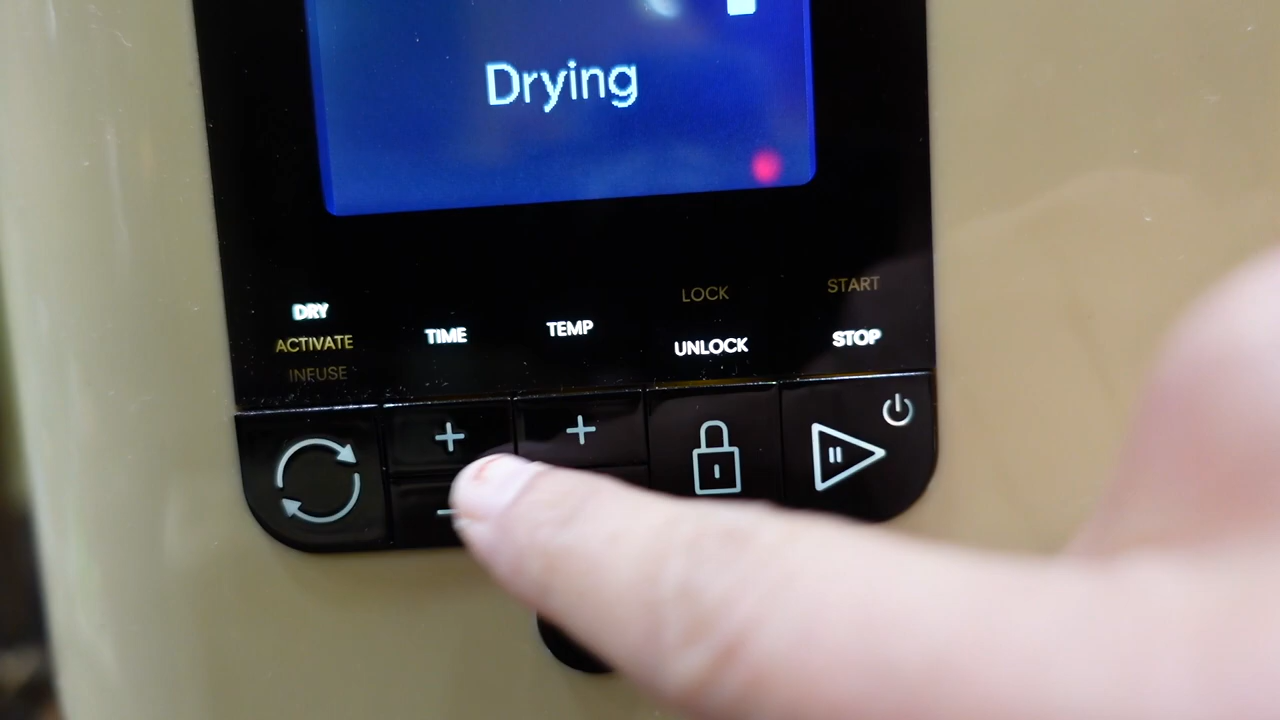 Drying
DRY
ACTIVATE
INFUSE
TIME
TEMP
LOCK
UNLOCK
START
STOP
+
+
-